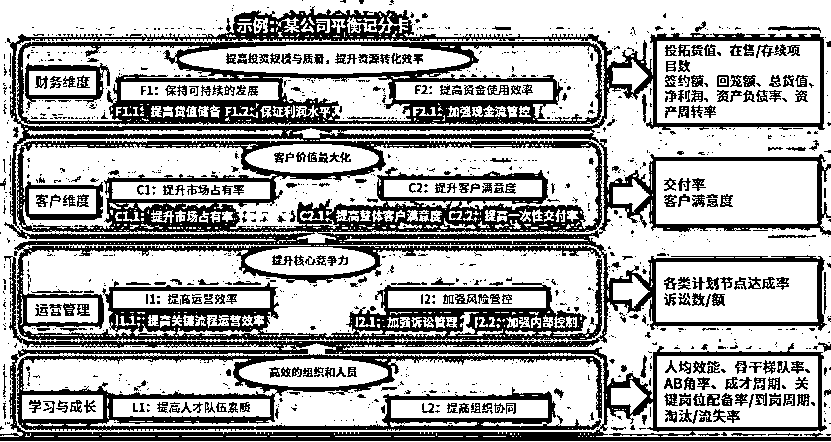 示例：某公司平衡记分卡
提高投资规模与质量，提升资源转化效率
财务维度
F1：保持可持续的发展
F2：提高资金使用效率
F1.1：提高货值储备 F1.2：保证利润水平
F2.1：加强现金流管控
投拓货值、在售/存续项
目数
签约额、回笼额、总货值、
净利润、资产负债率、资
产周转率
客户价值最大化
客户维度
C1：提升市场占有率
C2：提升客户满意度
C1.1：提升市场占有率
C2.1：提高整体客户满意度 C2.2：提高一次性交付率
交付率
客户满意度
提升核心竞争力
运营管理
I1：提高运营效率
I2：加强风险管控
I1.1：提高关键流程运营效率
I2.1：加强诉讼管理 I2.2：加强内部控制
各类计划节点达成率
诉讼数/额
高效的组织和人员
学习与成长
L1：提高人才队伍素质
L2：提高组织协同
人均效能、骨干梯队率、
AB角率、成才周期、关
键岗位配备率/到岗周期、
淘汰/流失率